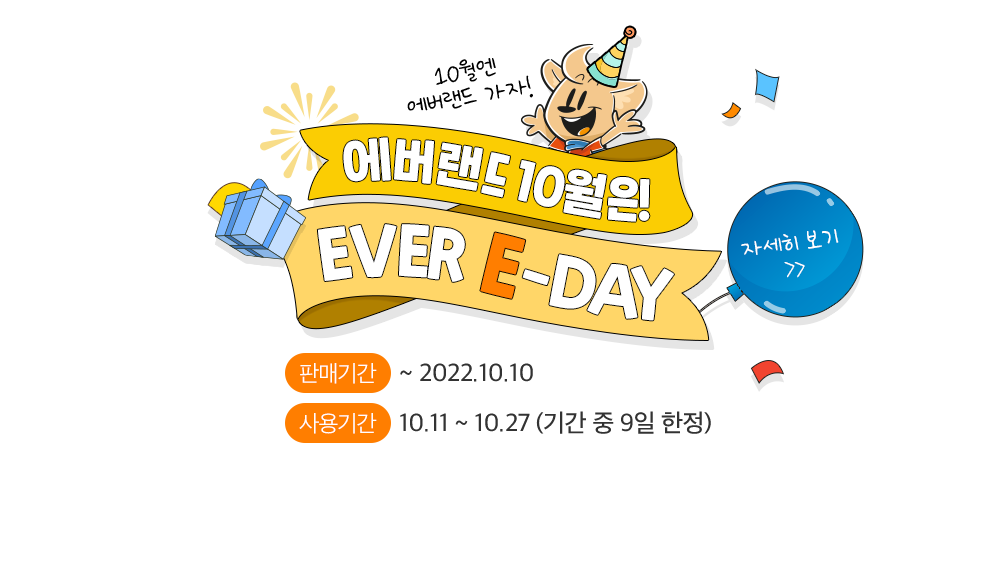 10월엔
에버랜드 가자!
에버랜드 10월은!
EVER E-DAY
자세히 보기
>>
판매기간 ~ 2022.10.10
사용기간 10.11 ~ 10.27 (기간 중 9일 한정)